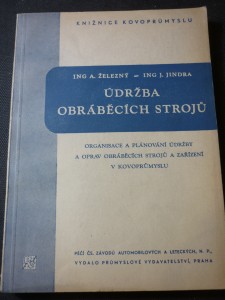 KNIŽNICE KOVOPRŮMYSLU
ING A. ŽELEZNÝ – ING J. JINDRA
ÚDRŽBA
OBRÁBĚCÍCH STROJŮ
ORGANISACE A PLÁNOVÁNÍ ÚDRŽBY
A OPRAV OBRÁBĚCÍCH STROJŮ A ZAŘÍZENÍ
V KOVOPRŮMYSLU
PÉČÍ ČS. ZÁVODŮ AUTOMOBILOVÝCH A LETECKÝCH, N. P.,
VYDALO PRŮMYSLOVÉ VYDAVATELSTVÍ, PRAHA